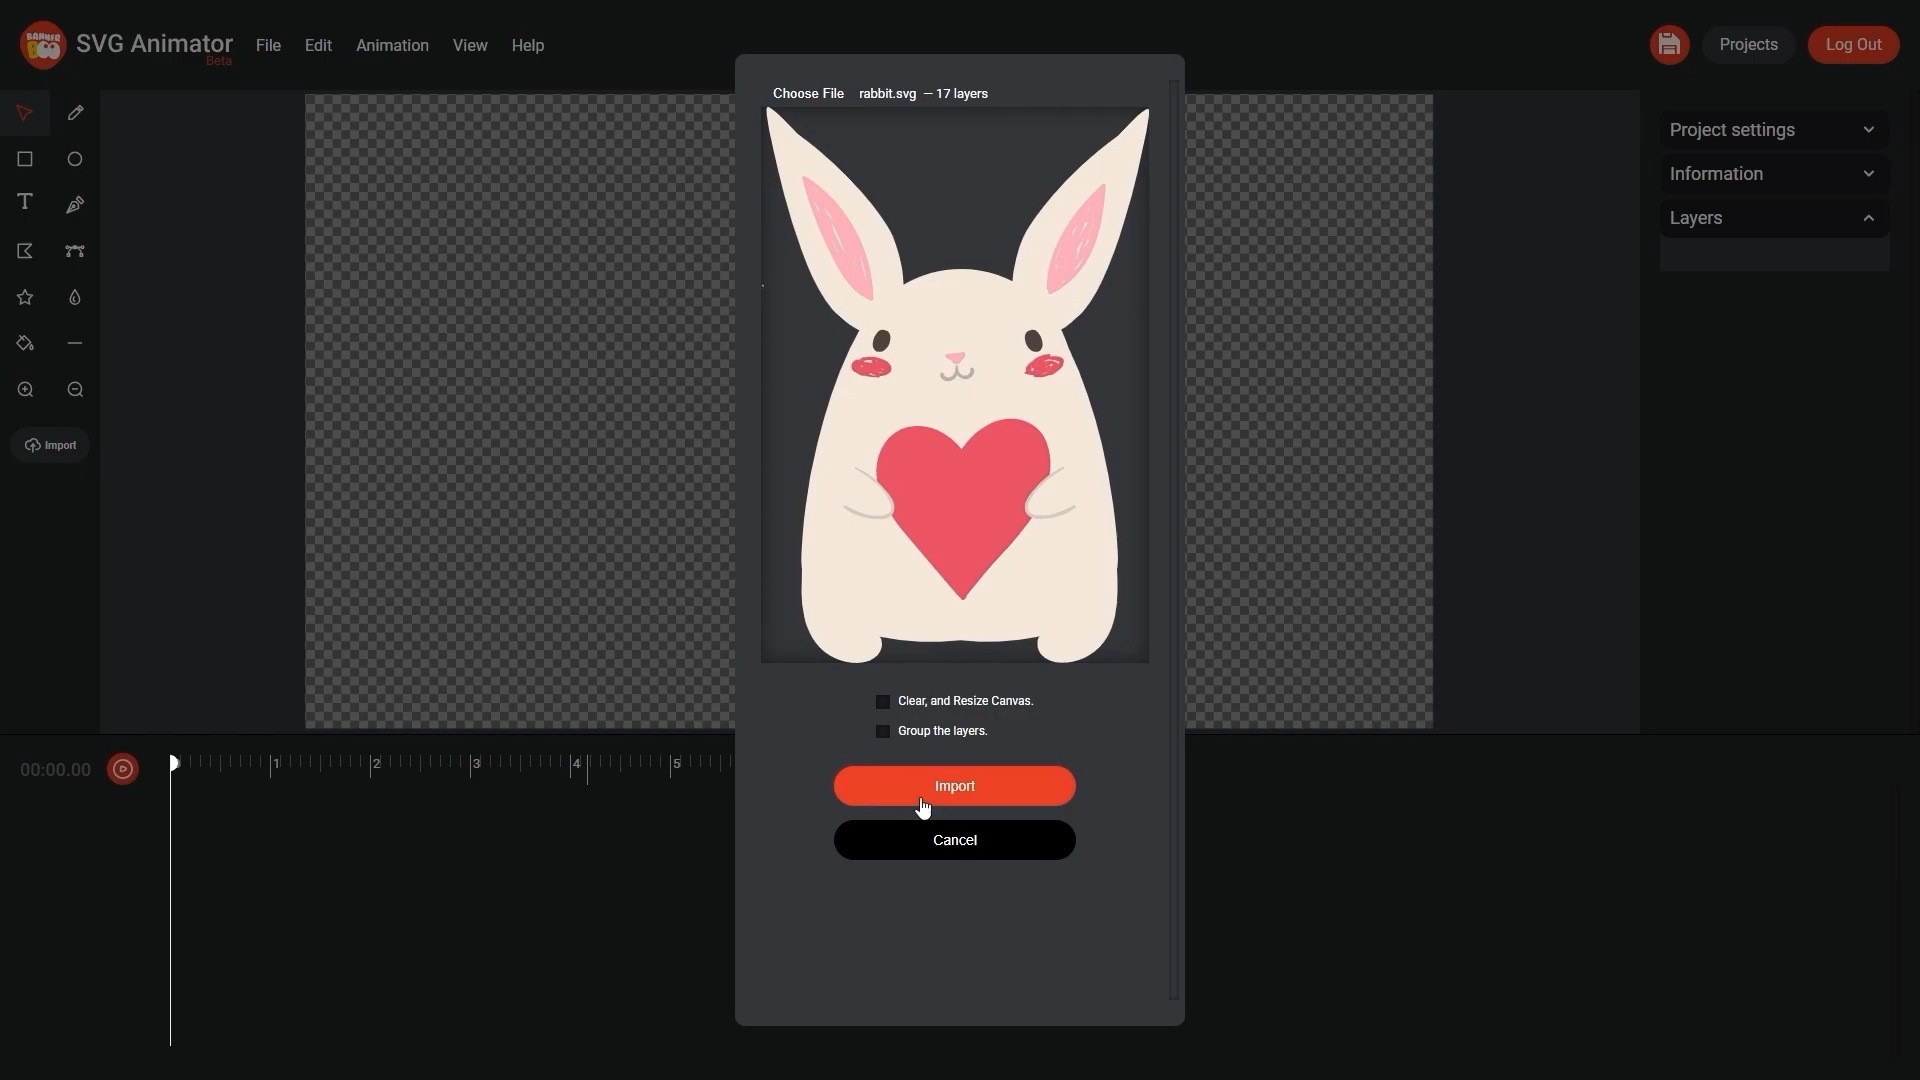 BANNER BOO
SVG Animator
Beta
File
Edit
Animation
View
Help
Projects
Log Out
Choose File rabbit.svg — 17 layers
Project settings
Information
Layers
Import
Clear, and Resize Canvas.
Group the layers.
Import
Cancel
00:00.00
1 2 3 4 5